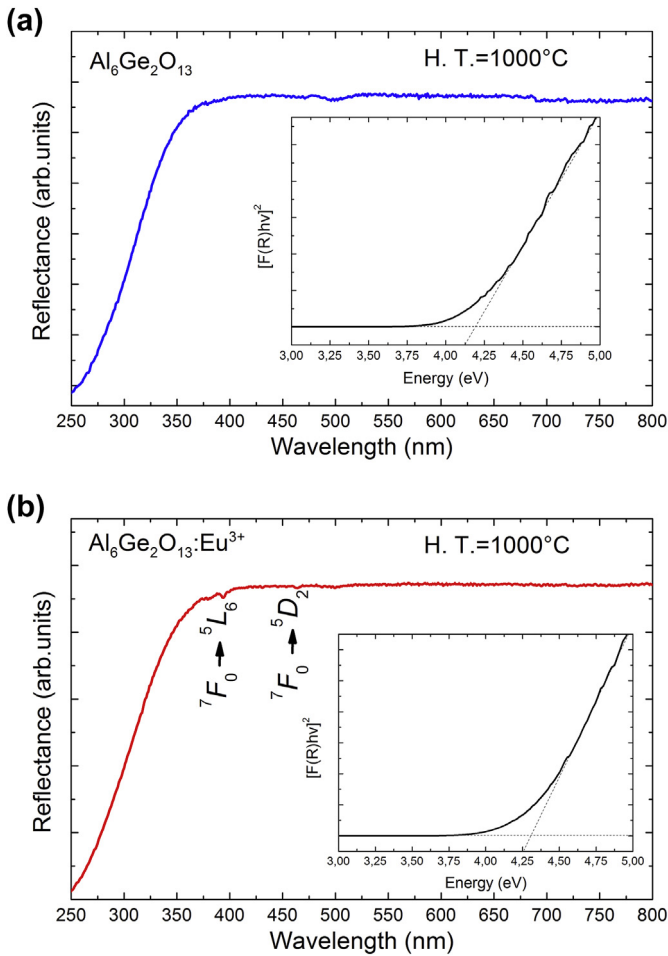 (a)
Al₆Ge₂O₁₃
H. T.=1000°C
Reflectance (arb.units)
[F(R)hν]²
3,00 3,25 3,50 3,75 4,00 4,25 4,50 4,75 5,00
Energy (eV)
250 300 350 400 450 500 550 600 650 700 750 800
Wavelength (nm)
(b)
Al₆Ge₂O₁₃:Eu³⁺
H. T.=1000°C
Reflectance (arb.units)
⁷F₀ → ⁵L₆
⁷F₀ → ⁵D₂
[F(R)hν]²
3,00 3,25 3,50 3,75 4,00 4,25 4,50 4,75 5,00
Energy (eV)
250 300 350 400 450 500 550 600 650 700 750 800
Wavelength (nm)